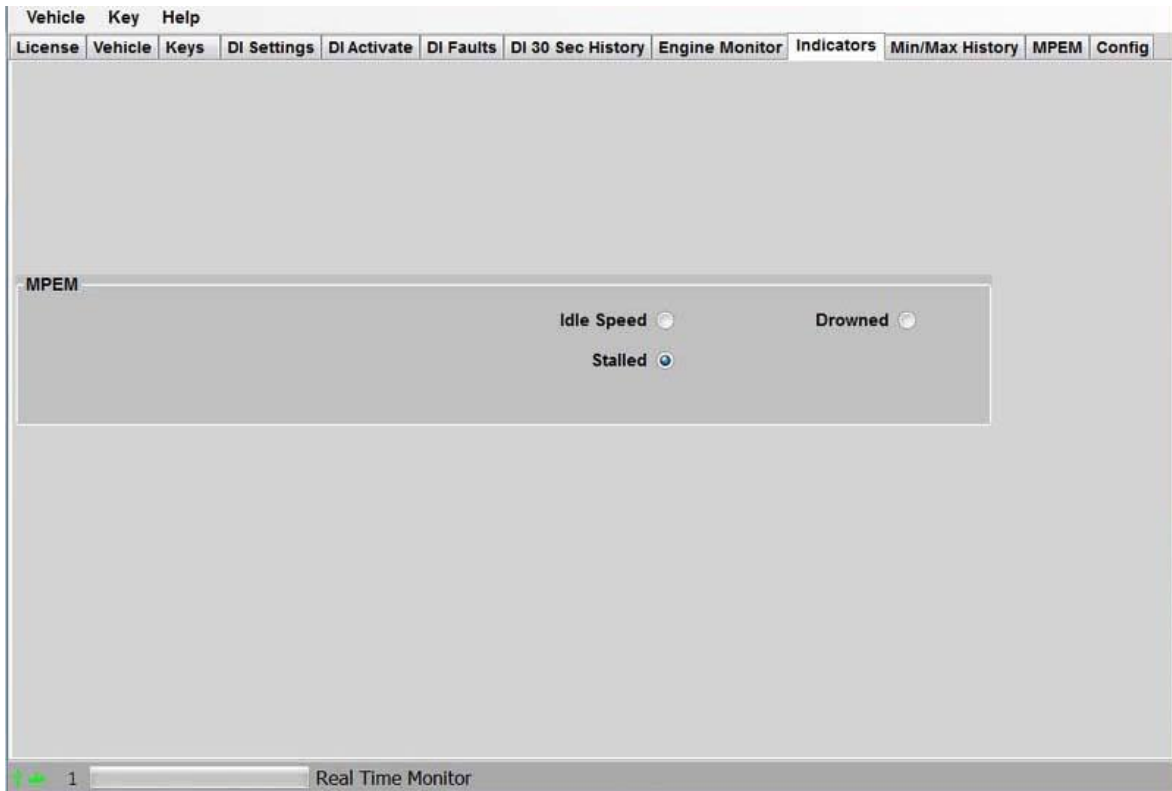 Vehicle Key Help
License Vehicle Keys DI Settings DI Activate DI Faults DI 30 Sec History Engine Monitor Indicators Min/Max History MPEM Config
MPEM
Idle Speed Drowned
Stalled
1 Real Time Monitor